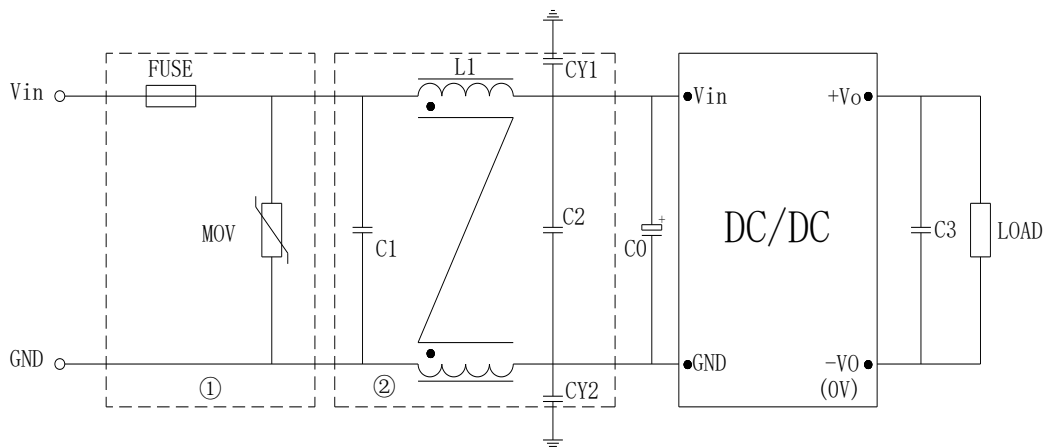 FUSE
L1
CY1
Vin
Vin
+Vo
MOV
C1
C2
+
C0
DC/DC
C3
LOAD
GND
GND
-VO
(0V)
①
②
CY2